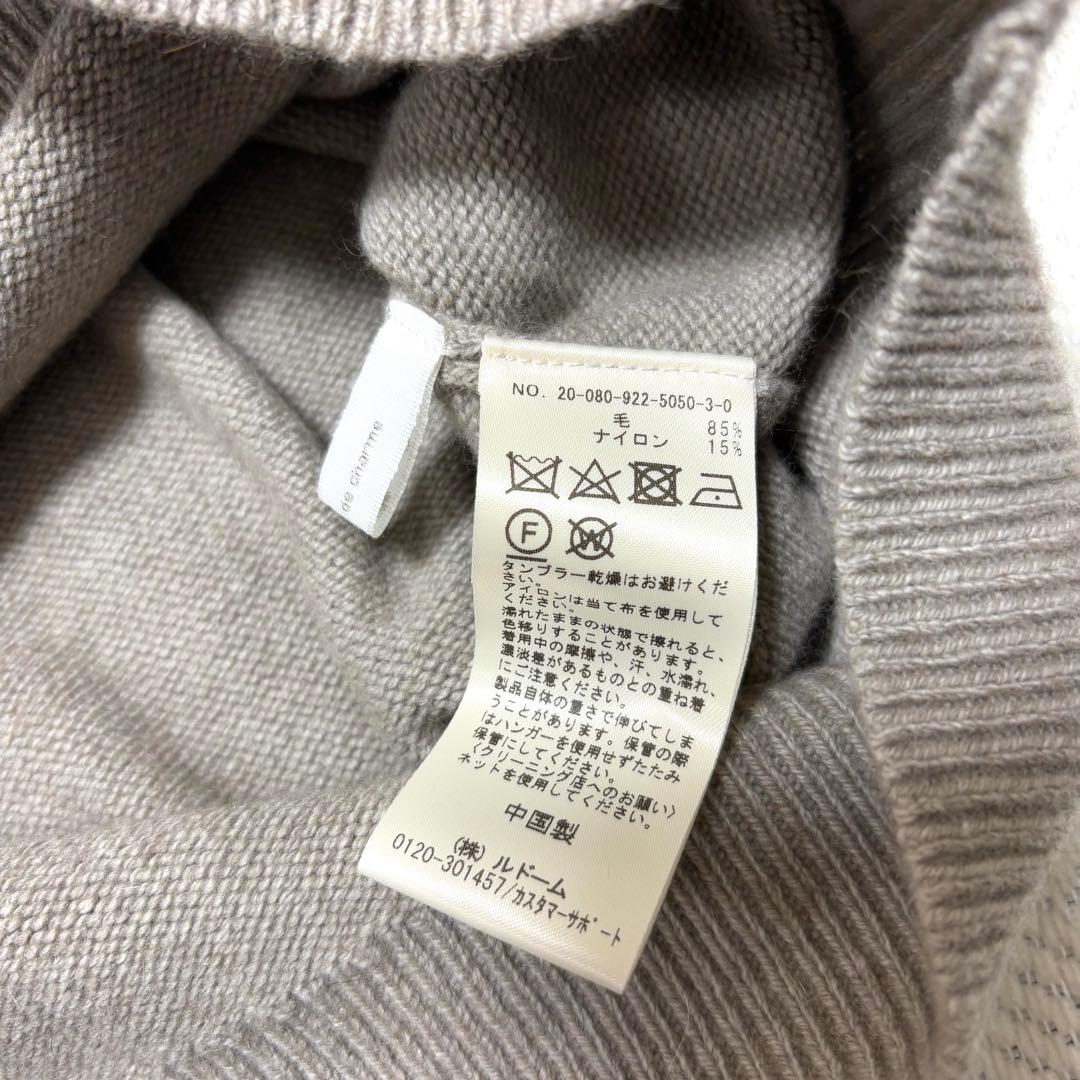 de charme
NO. 20-080-922-5050-3-0
毛 85%
ナイロン 15%
F W
タンブラー乾燥はお避けくだ
さい。
アイロンは当て布を使用して
ください。
濡れたままの状態で擦れると、
色移りすることがあります。
着用中の摩擦や、汗、水濡れ、
濃淡差があるものとの重ね着
にご注意ください。
製品自体の重さで伸びてしま
うことがあります。保管の際
はハンガーを使用せずたたみ
保管にしてください。
〈クリーニング店へのお願い〉
ネットを使用してください。
中国製
(株)ルドーム
0120-301457/カスタマーサポート